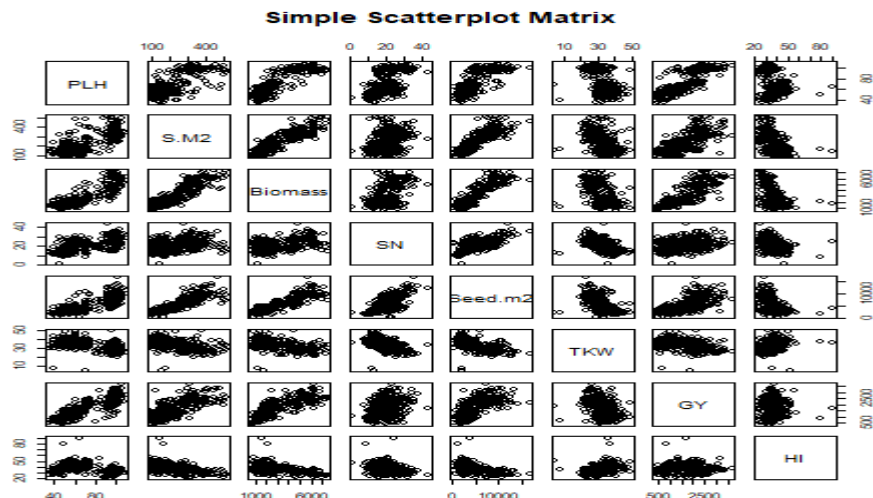 Simple Scatterplot Matrix
100 400
0 20 40
10 30 50
20 50 80
PLH
40 80
100 400
S.M2
Biomass
1000 6000
0 20 40
SN
Seed.m2
0 10000
10 30 50
TKW
GY
500 2500
20 50 80
HI
40 80
1000 6000
0 10000
500 2500